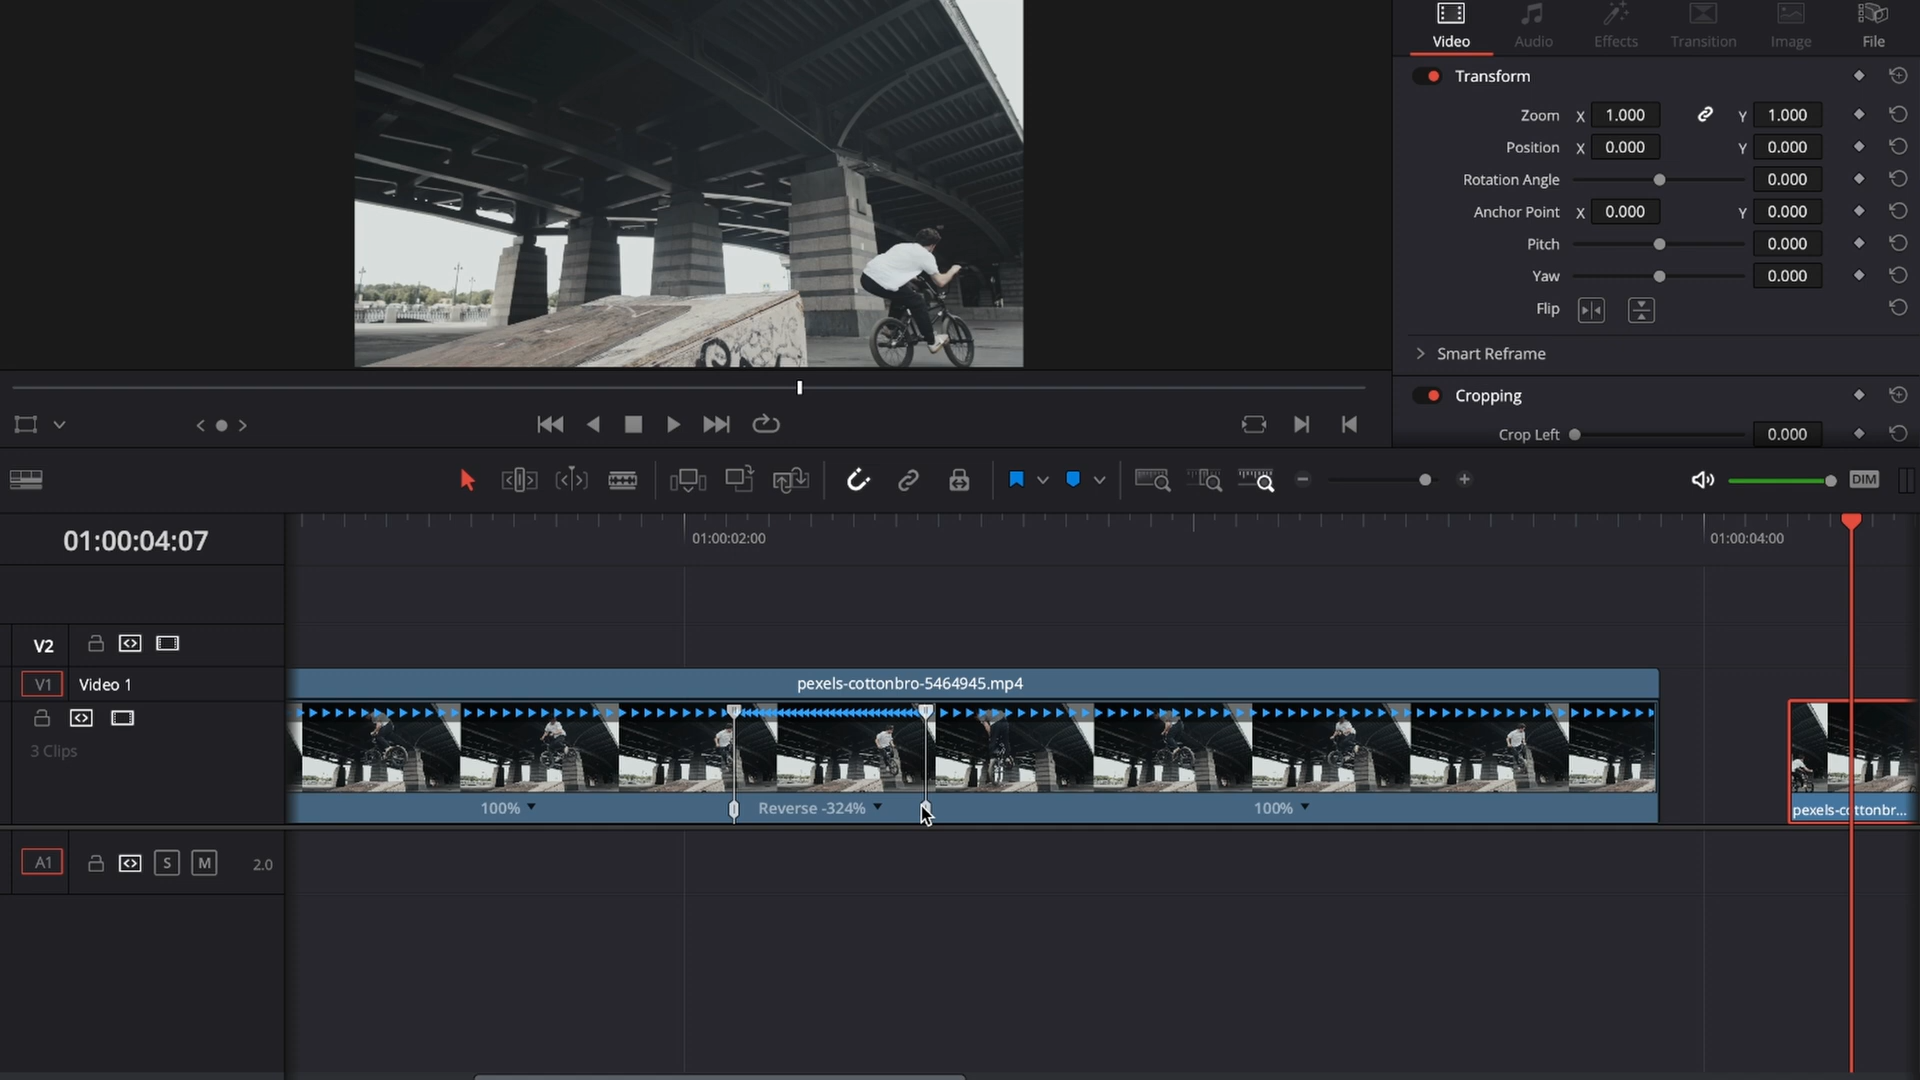 Video Audio Effects Transition Image File
Transform
Zoom X 1.000 Y 1.000
Position X 0.000 Y 0.000
Rotation Angle 0.000
Anchor Point X 0.000 Y 0.000
Pitch 0.000
Yaw 0.000
Flip
Smart Reframe
Cropping
Crop Left 0.000
DIM
01:00:04:07
01:00:02:00
01:00:04:00
V2
V1 Video 1
pexels-cottonbro-5464945.mp4
3 Clips
100%
Reverse -324%
100%
pexels-cottonbr...
A1 S M 2.0